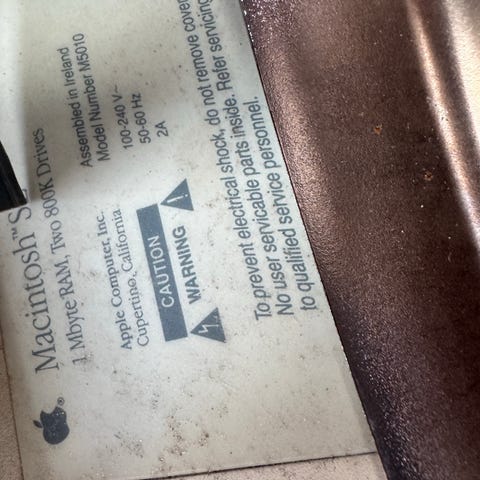 Macintosh™ S
1 Mbyte RAM, Two 800K Drives
Apple Computer, Inc.
Cupertino, California
Assembled in Ireland
Model Number M5010
100-240 V~
50-60 Hz
2A
CAUTION
WARNING
To prevent electrical shock, do not remove cover
No user servicable parts inside. Refer servicing
to qualified service personnel.